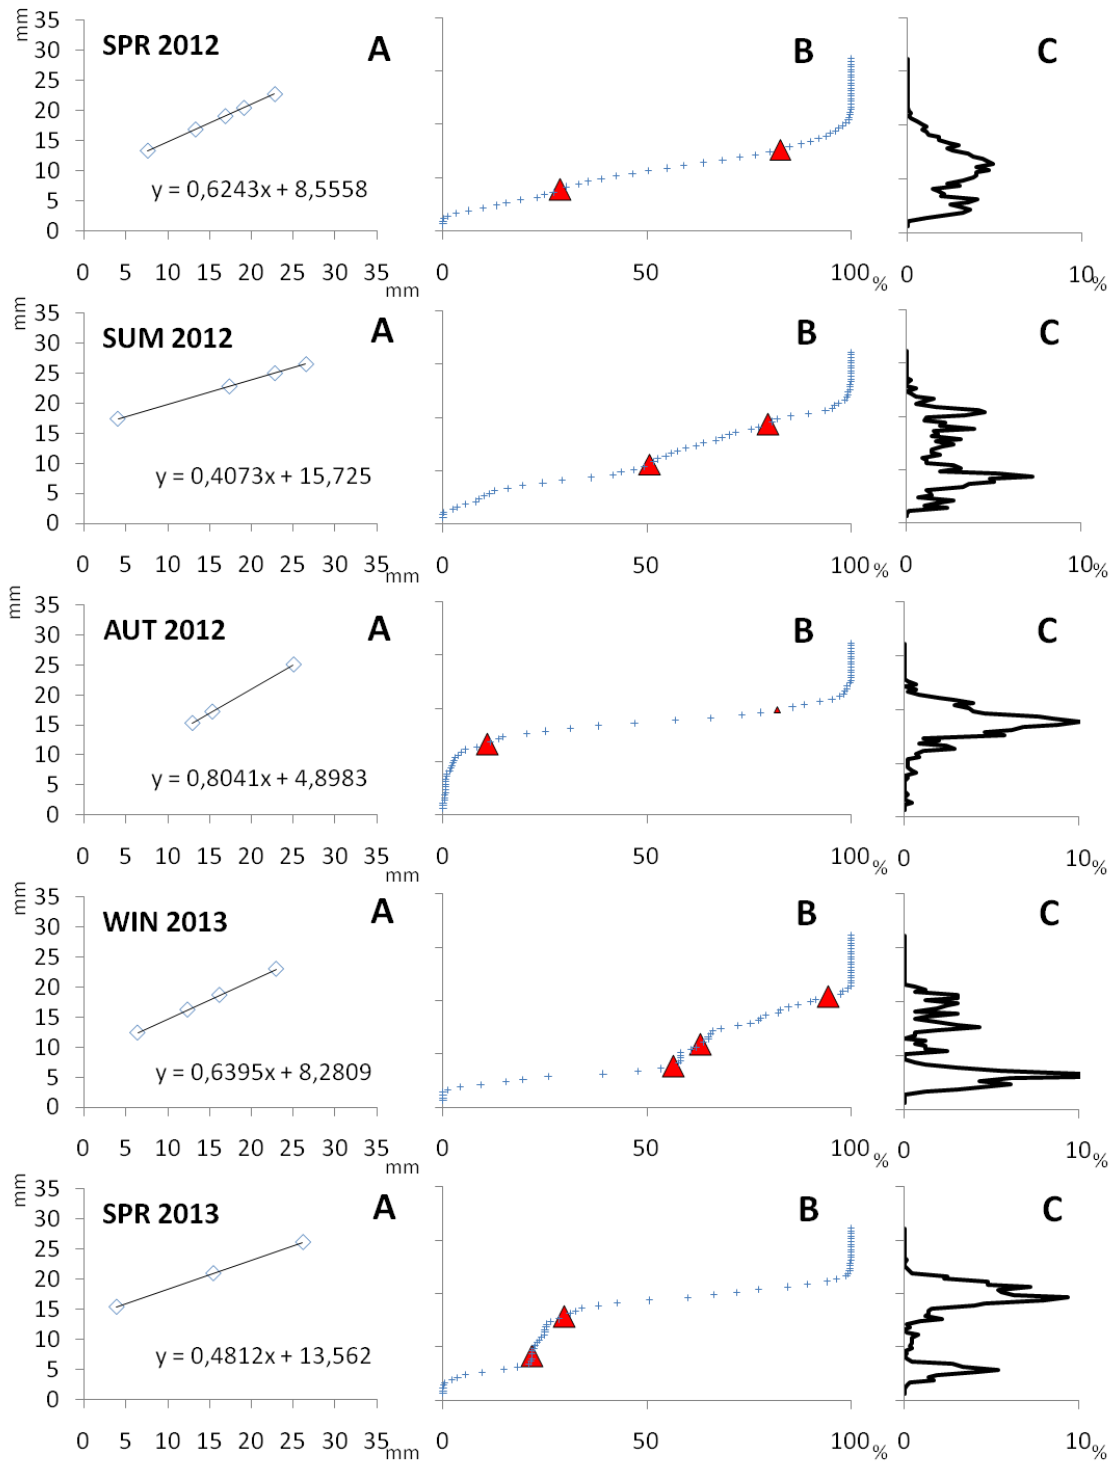 mm
35
30
25
20
15
10
5
0
SPR 2012
A
B
C
y = 0,6243x + 8,5558
0 5 10 15 20 25 30 35 mm
0 50 100 %
0 10 %
mm
35
30
25
20
15
10
5
0
SUM 2012
A
B
C
y = 0,4073x + 15,725
0 5 10 15 20 25 30 35 mm
0 50 100 %
0 10 %
mm
35
30
25
20
15
10
5
0
AUT 2012
A
B
C
y = 0,8041x + 4,8983
0 5 10 15 20 25 30 35 mm
0 50 100 %
0 10 %
mm
35
30
25
20
15
10
5
0
WIN 2013
A
B
C
y = 0,6395x + 8,2809
0 5 10 15 20 25 30 35 mm
0 50 100 %
0 10 %
mm
35
30
25
20
15
10
5
0
SPR 2013
A
B
C
y = 0,4812x + 13,562
0 5 10 15 20 25 30 35 mm
0 50 100 %
0 10 %